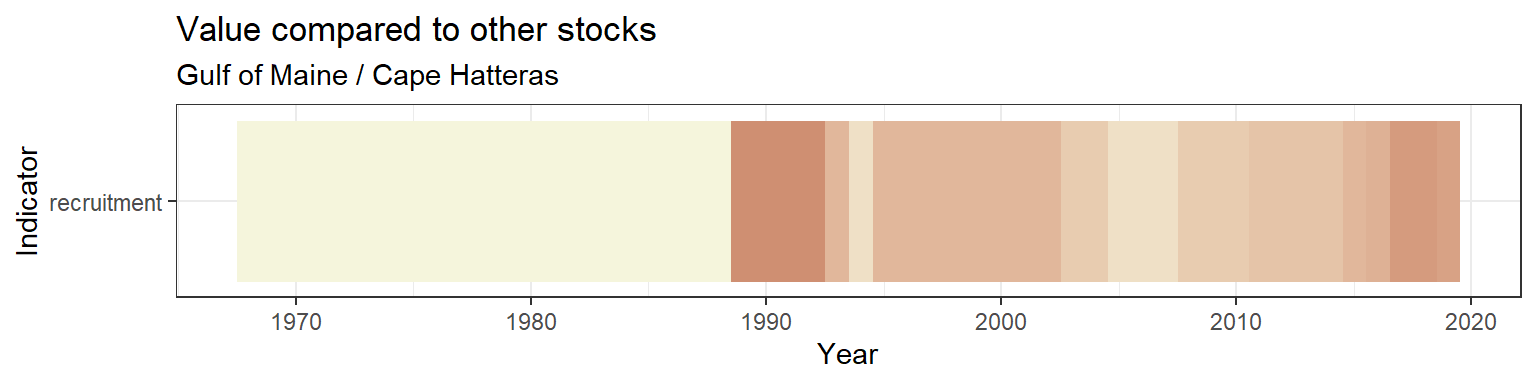 Value compared to other stocks
Gulf of Maine / Cape Hatteras
Indicator
recruitment
1970 1980 1990 2000 2010 2020
Year